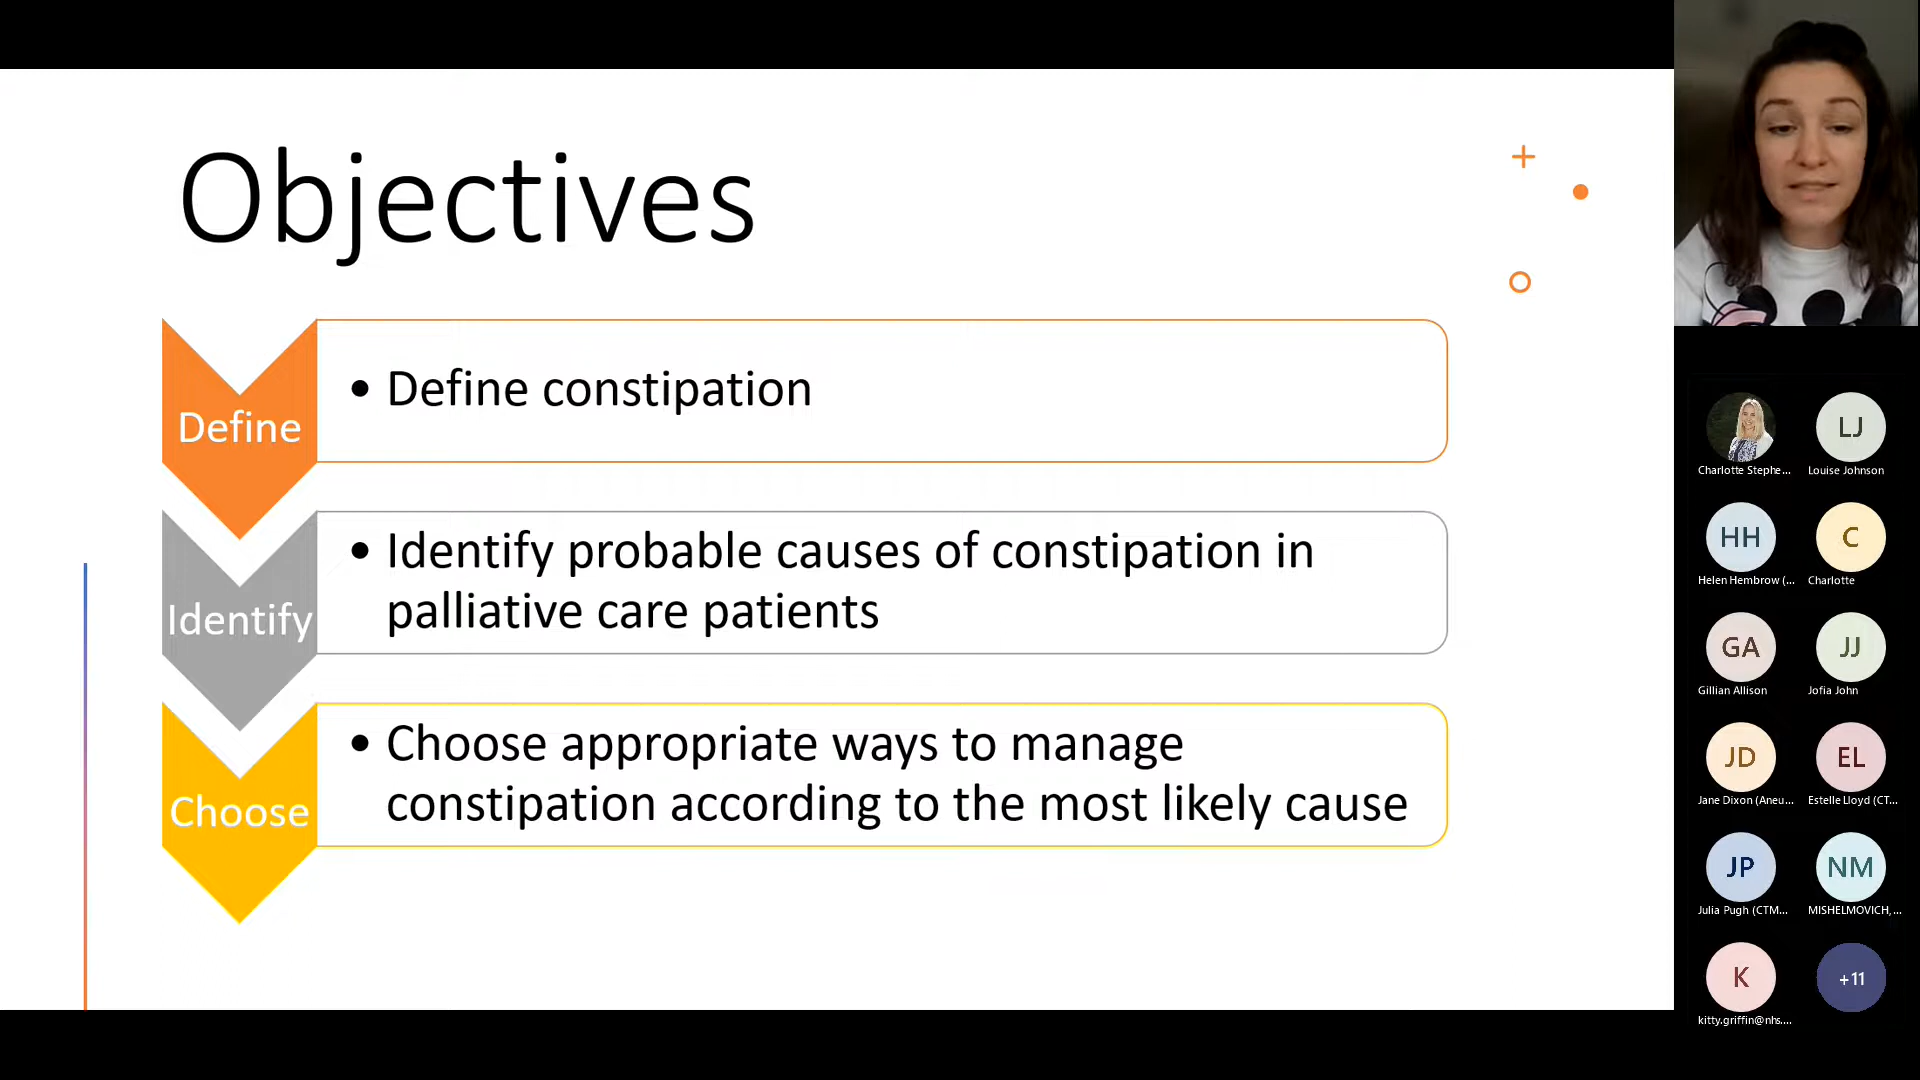 Objectives
Define
• Define constipation
Identify
• Identify probable causes of constipation in
palliative care patients
Choose
• Choose appropriate ways to manage
constipation according to the most likely cause
Charlotte Stephe...
LJ
Louise Johnson
HH
Helen Hembrow (...
C
Charlotte
GA
Gillian Allison
JJ
Jofia John
JD
Jane Dixon (Aneu...
EL
Estelle Lloyd (CT...
JP
Julia Pugh (CTM...
NM
MISHELMOVICH,...
K
kitty.griffin@nhs....
+11